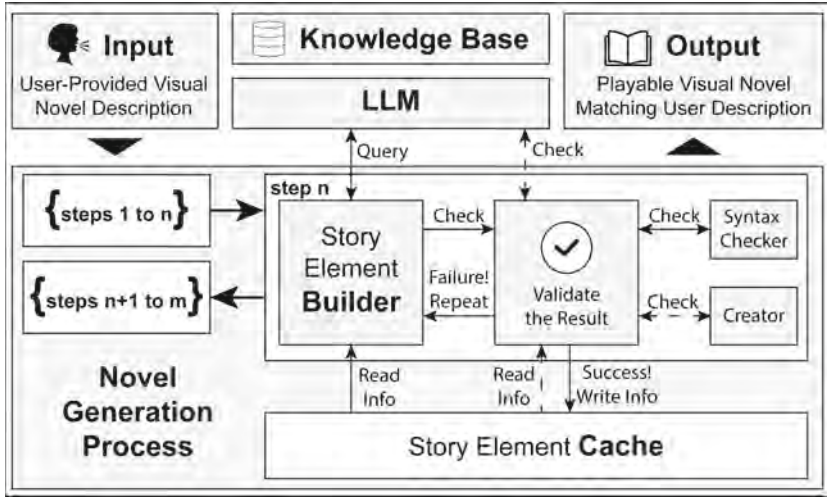 Input
User-Provided Visual
Novel Description
Knowledge Base
LLM
Output
Playable Visual Novel
Matching User Description
Query
Check
{steps 1 to n}
{steps n+1 to m}
Novel
Generation
Process
step n
Story
Element
Builder
Check
Failure!
Repeat
Validate
the Result
Check
Syntax
Checker
Check
Creator
Read
Info
Read
Info
Success!
Write Info
Story Element Cache